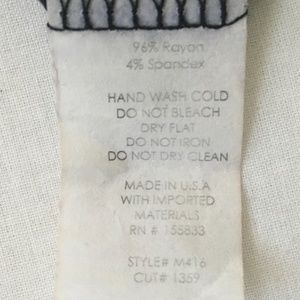 96% Rayon
4% Spandex
HAND WASH COLD
DO NOT BLEACH
DRY FLAT
DO NOT IRON
DO NOT DRY CLEAN
MADE IN U.S.A
WITH IMPORTED
MATERIALS
RN # 155833
STYLE# M416
CUT# 1359